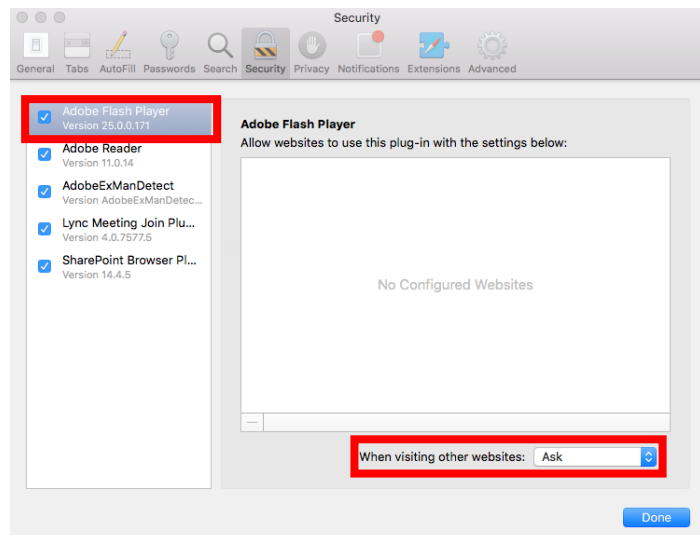 Security
General Tabs AutoFill Passwords Search Security Privacy Notifications Extensions Advanced
Adobe Flash Player
Version 25.0.0.171
Adobe Reader
Version 11.0.14
AdobeExManDetect
Version AdobeExManDetec...
Lync Meeting Join Plu...
Version 4.0.7577.5
SharePoint Browser Pl...
Version 14.4.5
Adobe Flash Player
Allow websites to use this plug-in with the settings below:
No Configured Websites
When visiting other websites: Ask
Done